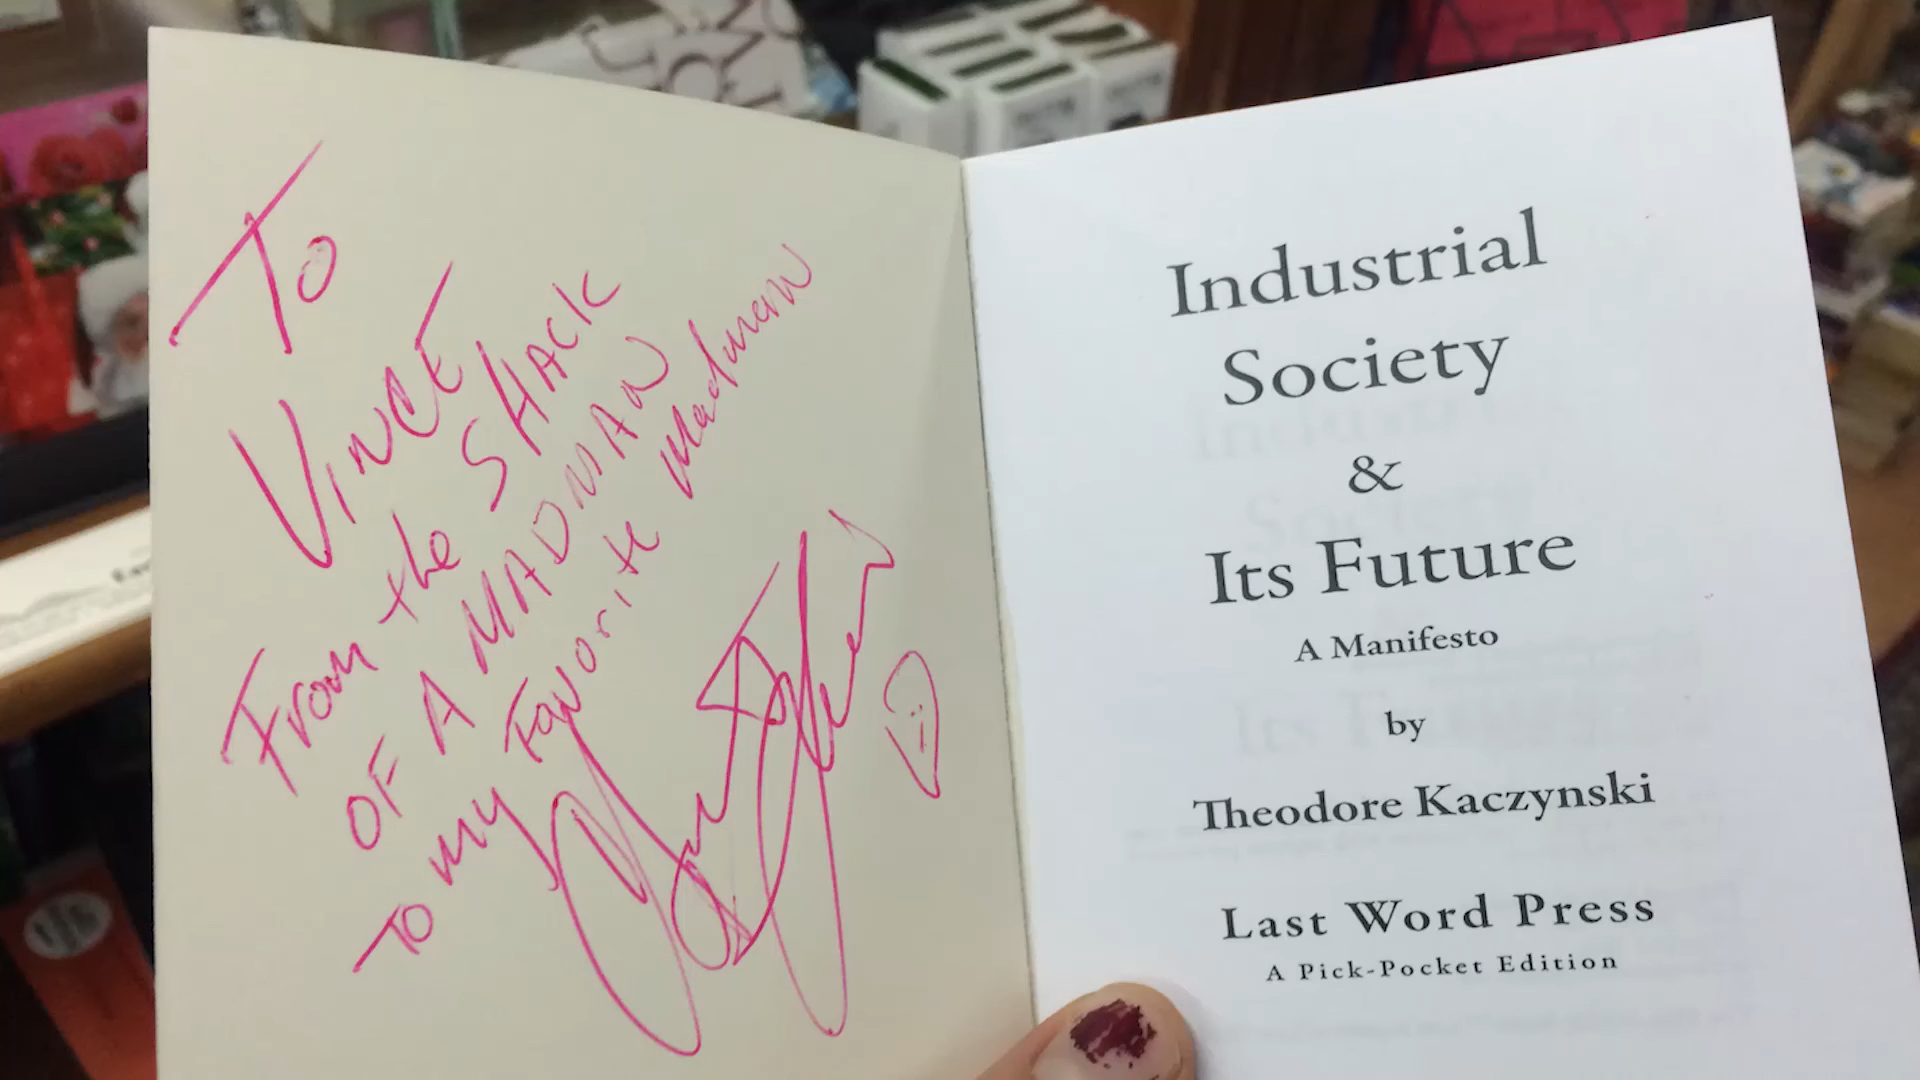 To
VINCE
From the SHACK
OF A MADMAN
TO my Favorite Madmen
Industrial
Society
&
Its Future
A Manifesto
by
Theodore Kaczynski
Last Word Press
A Pick-Pocket Edition